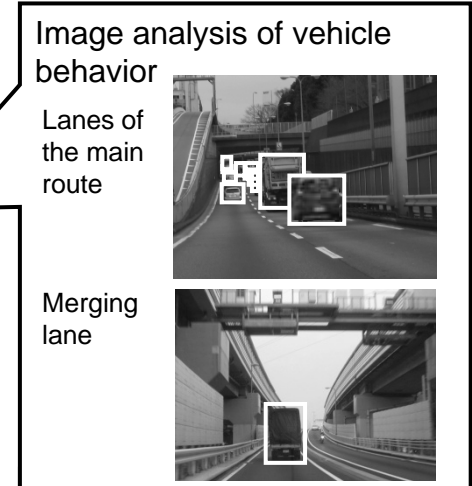 Image analysis of vehicle
behavior
Lanes of
the main
route
Merging
lane